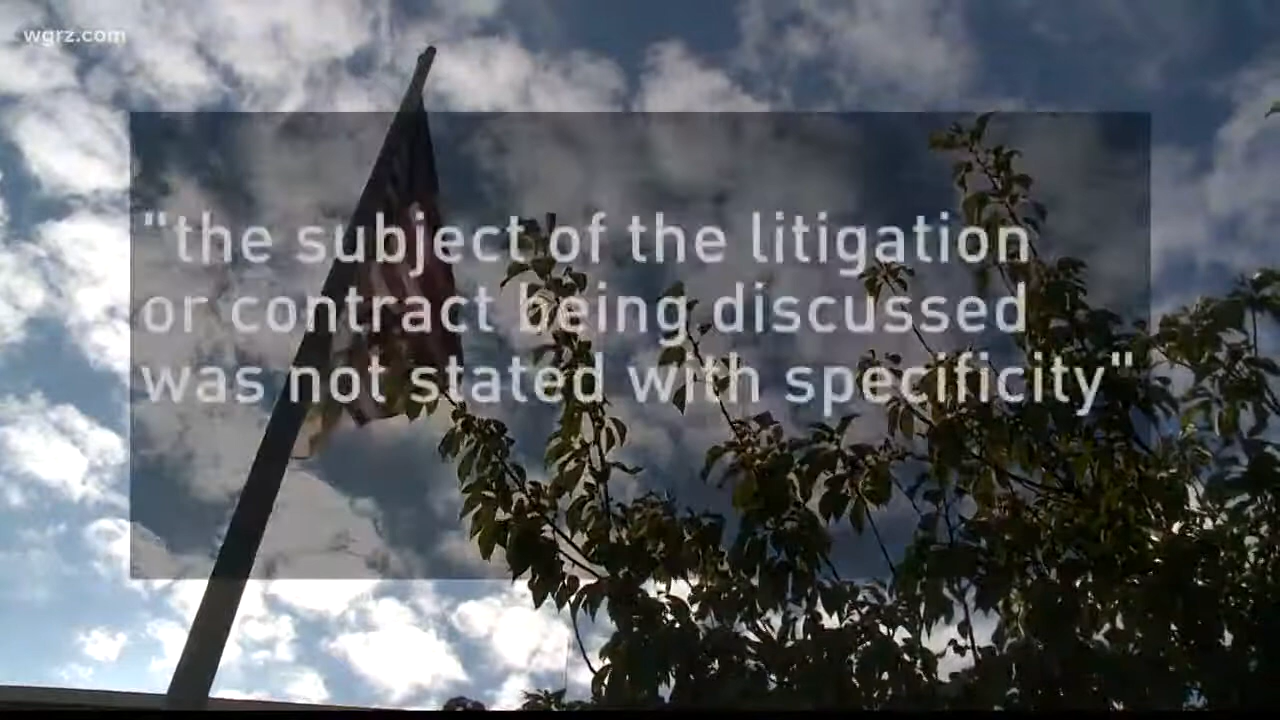 wgrz.com
"the subject of the litigation
or contract being discussed
was not stated with specificity"